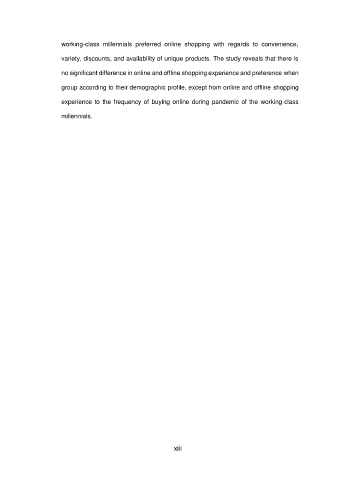 working-class millennials preferred online shopping with regards to convenience,
variety, discounts, and availability of unique products. The study reveals that there is
no significant difference in online and offline shopping experience and preference when
group according to their demographic profile, except from online and offline shopping
experience to the frequency of buying online during pandemic of the working-class
millennials.
xiii